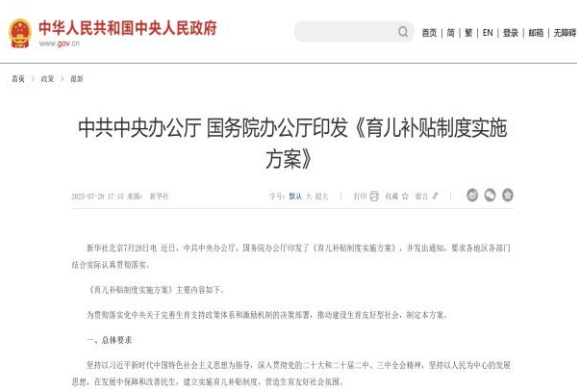 中华人民共和国中央人民政府
www.gov.cn
首页 | 简 | 繁 | EN | 登录 | 邮箱 | 无障碍
首页 > 政策 > 最新
中共中央办公厅 国务院办公厅印发《育儿补贴制度实施
方案》
2025-07-28 17:15 来源: 新华社
字号: 默认 大 超大 | 打印 收藏 留言 |
新华社北京7月28日电 近日，中共中央办公厅、国务院办公厅印发了《育儿补贴制度实施方案》，并发出通知，要求各地区各部门
结合实际认真贯彻落实。
《育儿补贴制度实施方案》主要内容如下。
为贯彻落实党中央关于完善生育支持政策体系和激励机制的决策部署，推动建设生育友好型社会，制定本方案。
一、总体要求
坚持以习近平新时代中国特色社会主义思想为指导，深入贯彻党的二十大和二十届二中、三中全会精神，坚持以人民为中心的发展
思想，在发展中保障和改善民生，建立实施育儿补贴制度，营造生育友好社会氛围。